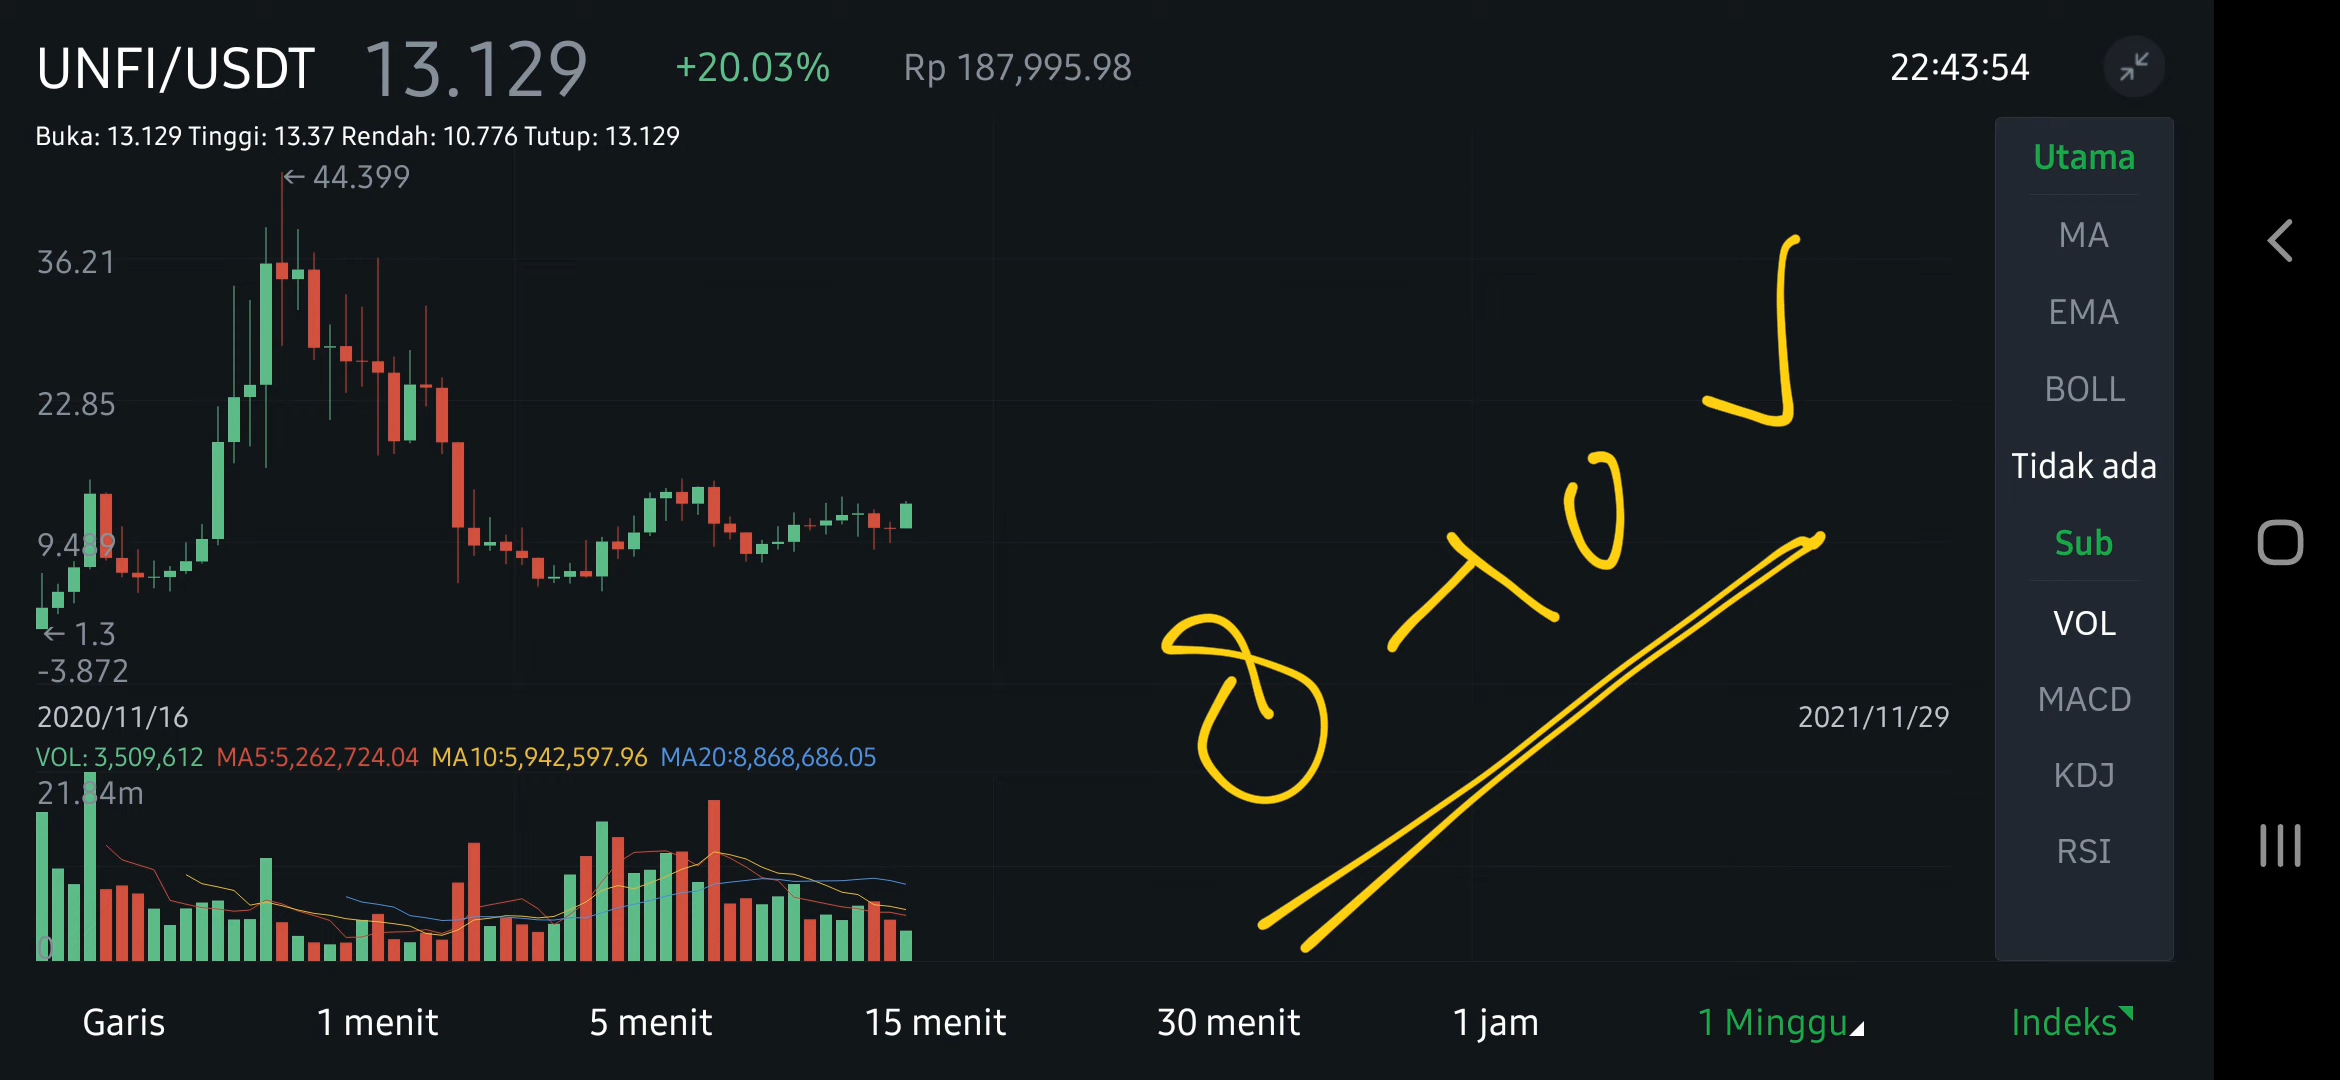 UNFI/USDT 13.129 +20.03% Rp 187,995.98 22:43:54
Buka: 13.129 Tinggi: 13.37 Rendah: 10.776 Tutup: 13.129
← 44.399
36.21
22.85
9.489
← 1.3
-3.872
2020/11/16 2021/11/29
VOL: 3,509,612 MA5:5,262,724.04 MA10:5,942,597.96 MA20:8,868,686.05
21.84m
0
Utama
MA
EMA
BOLL
Tidak ada
Sub
VOL
MACD
KDJ
RSI
Garis 1 menit 5 menit 15 menit 30 menit 1 jam 1 Minggu Indeks